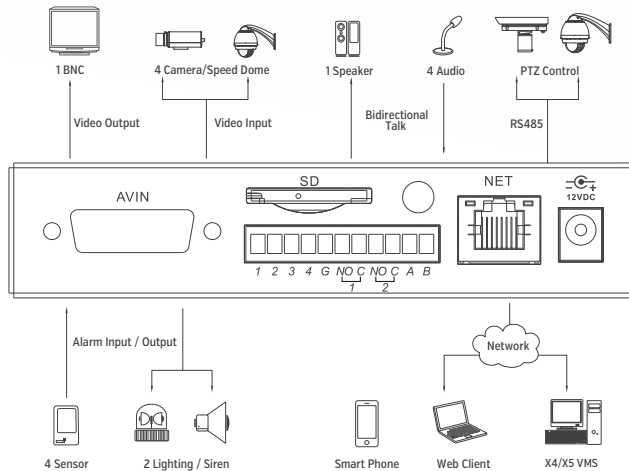 1 BNC
4 Camera/Speed Dome
1 Speaker
4 Audio
PTZ Control
Video Output
Video Input
Bidirectional
Talk
RS485
AVIN
SD
NET
- +
12VDC
1 2 3 4 G NO C NO C A B
1 2
Alarm Input / Output
Network
4 Sensor
2 Lighting / Siren
Smart Phone
Web Client
X4/X5 VMS